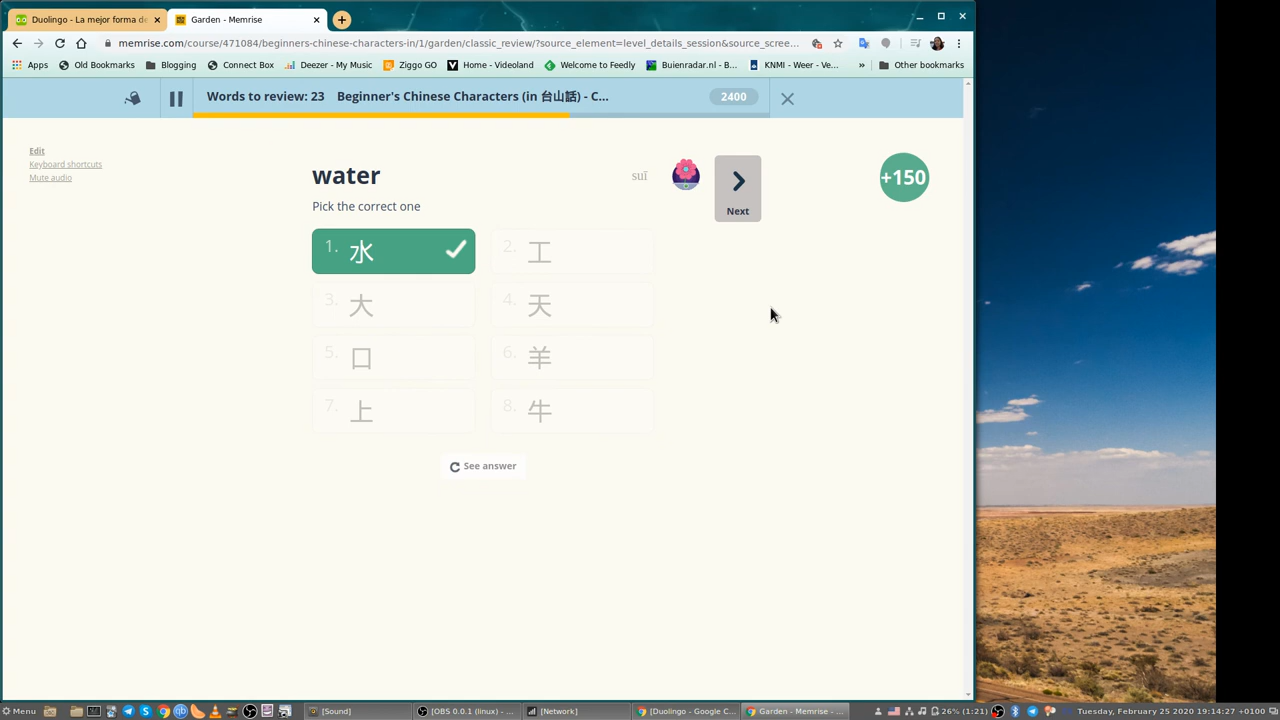 Duolingo - La mejor forma de
Garden - Memrise
memrise.com/course/471084/beginners-chinese-characters-in/1/garden/classic_review/?source_element=level_details_session&source_scree...
Apps
Old Bookmarks
Blogging
Connect Box
Deezer - My Music
Ziggo GO
Home - Videoland
Welcome to Feedly
Buienradar.nl - B...
KNMI - Weer - Ve...
»
Other bookmarks
Words to review: 23 Beginner's Chinese Characters (in 台山話) - C...
2400
Edit
Keyboard shortcuts
Mute audio
water
suī
Pick the correct one
Next
+150
1. 水
2. 工
3. 大
4. 天
5. 口
6. 羊
7. 上
8. 牛
See answer
Menu
[Sound]
(OBS 0.0.1 (linux) - ...
[Network]
[Duolingo - Google C...
Garden - Memrise - ...
26% (1:21)
Tuesday, February 25 2020 19:14:27 +0100